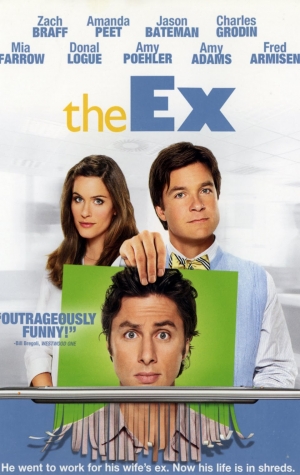 Zach Amanda Jason Charles
BRAFF PEET BATEMAN GRODIN
Mia Donal Amy Amy Fred
FARROW LOGUE POEHLER ADAMS ARMISEN
the Ex
"OUTRAGEOUSLY
FUNNY!"
He went to work for his wife's ex. Now his life is in shreds.